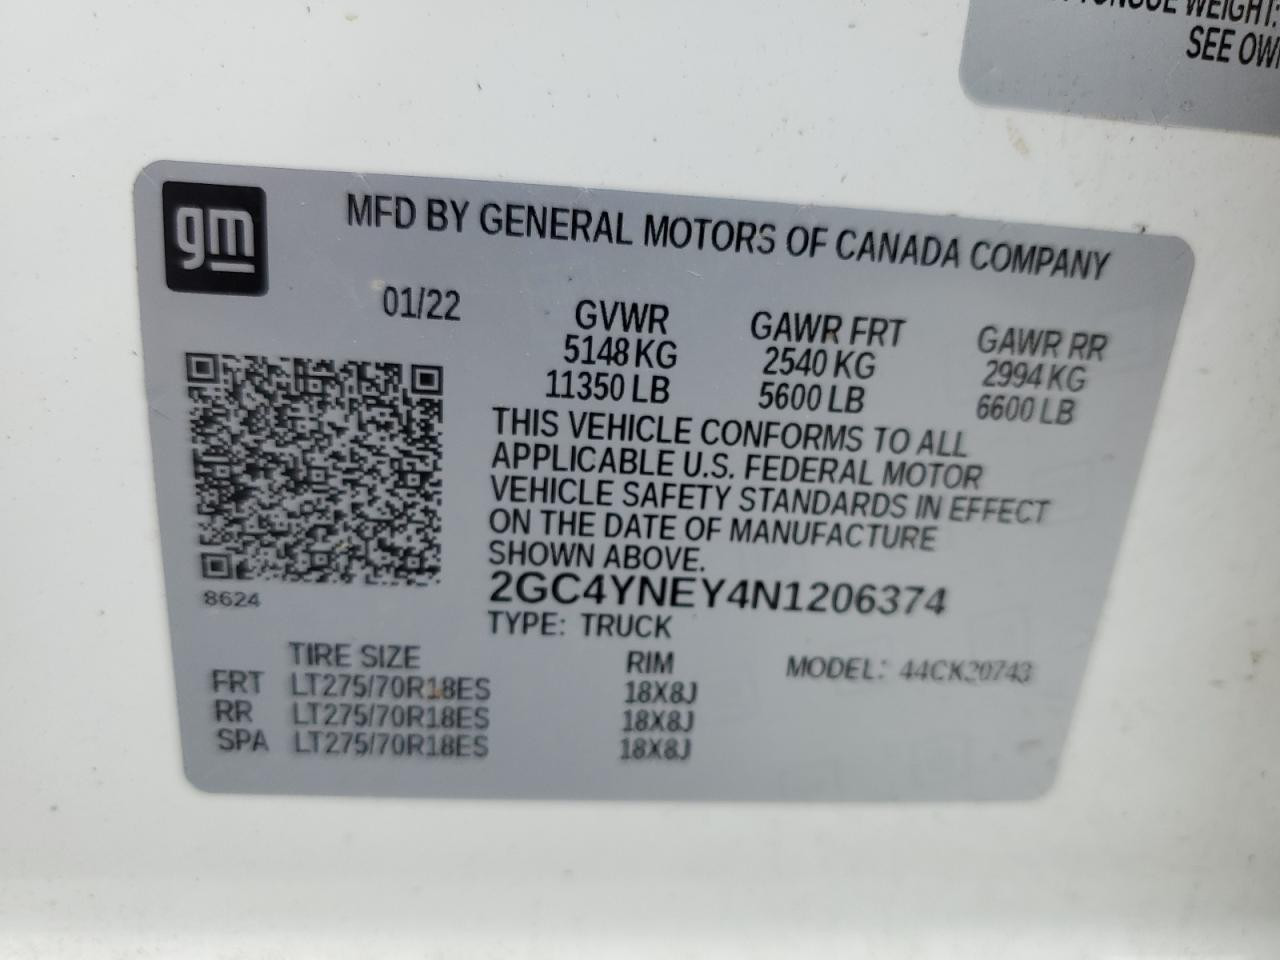 TONGUE WEIGHT:
SEE
gm
MFD BY GENERAL MOTORS OF CANADA COMPANY
01/22
GVWR GAWR FRT GAWR RR
5148 KG 2540 KG 2994 KG
11350 LB 5600 LB 6600 LB
THIS VEHICLE CONFORMS TO ALL
APPLICABLE U.S. FEDERAL MOTOR
VEHICLE SAFETY STANDARDS IN EFFECT
ON THE DATE OF MANUFACTURE
SHOWN ABOVE.
8624
2GC4YNEY4N1206374
TYPE: TRUCK
TIRE SIZE RIM MODEL: 44CK20743
FRT LT275/70R18ES 18X8J
RR LT275/70R18ES 18X8J
SPA LT275/70R18ES 18X8J